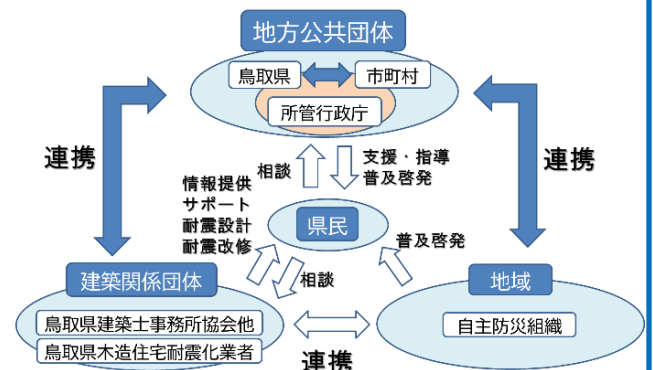 地方公共団体
鳥取県
市町村
所管行政庁
連携
相談
支援・指導
普及啓発
連携
情報提供
サポート
耐震設計
耐震改修
県民
普及啓発
相談
建築関係団体
鳥取県建築士事務所協会他
鳥取県木造住宅耐震化業者
連携
地域
自主防災組織